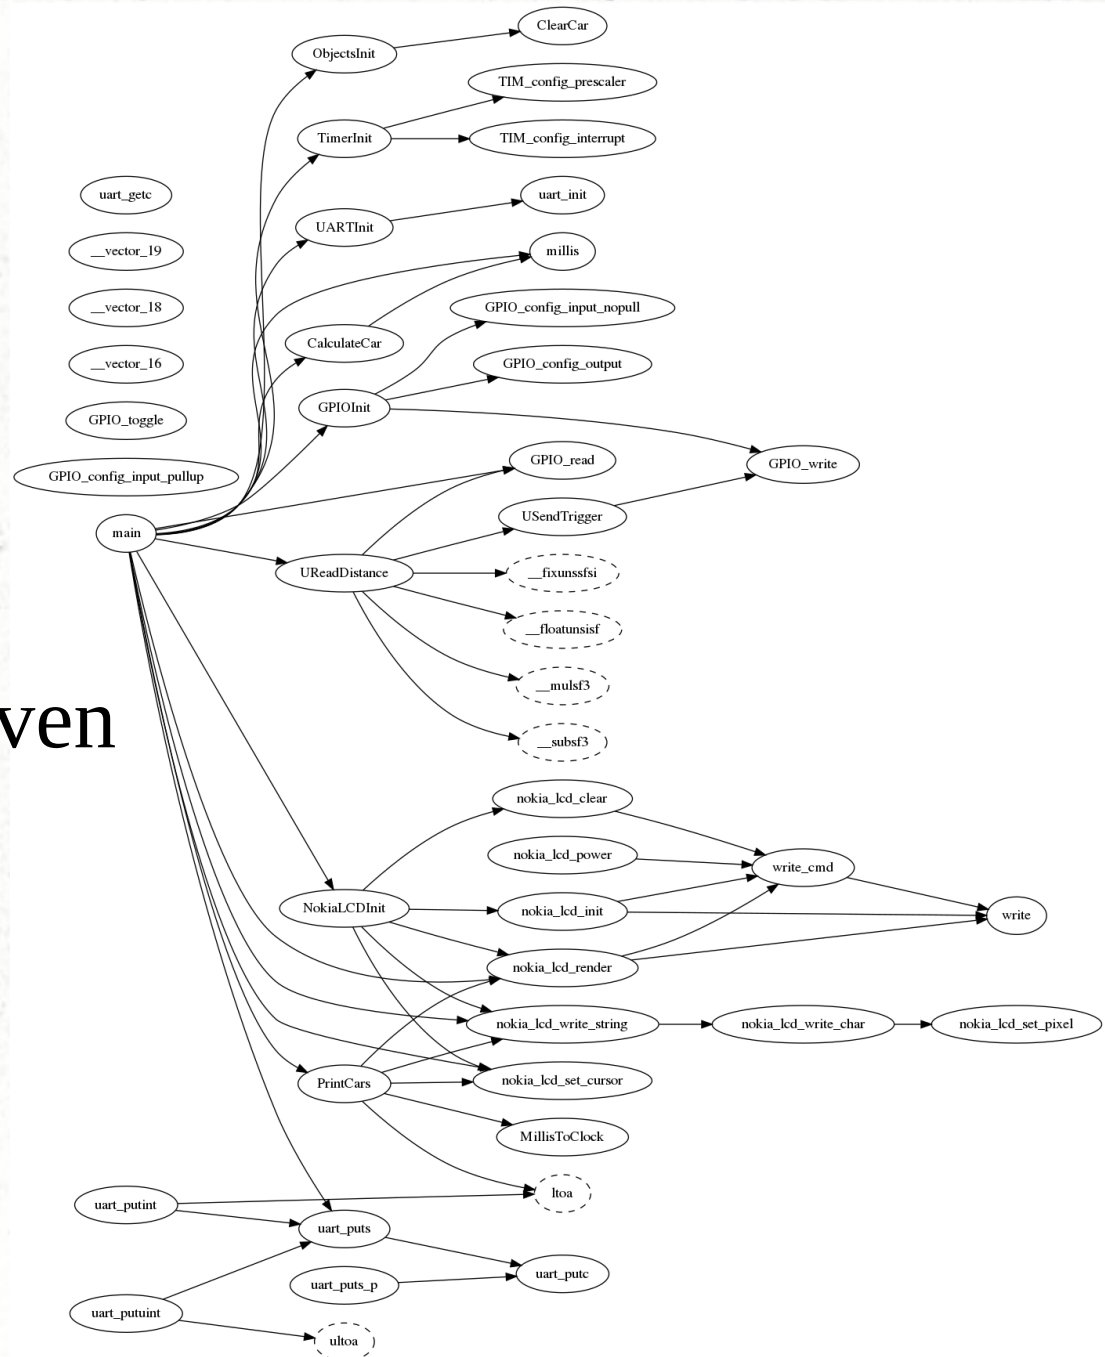 ClearCar
ObjectsInit
TIM_config_prescaler
TimerInit
TIM_config_interrupt
uart_getc
uart_init
UARTInit
__vector_19
millis
__vector_18
GPIO_config_input_nopull
CalculateCar
__vector_16
GPIO_config_output
GPIOInit
GPIO_toggle
GPIO_read
GPIO_write
GPIO_config_input_pullup
USendTrigger
main
UReadDistance
__fixunssfsi
__floatunsisf
__mulsf3
ven
__subsf3
nokia_lcd_clear
nokia_lcd_power
write_cmd
NokiaLCDInit
nokia_lcd_init
write
nokia_lcd_render
nokia_lcd_write_string
nokia_lcd_write_char
nokia_lcd_set_pixel
PrintCars
nokia_lcd_set_cursor
MillisToClock
ltoa
uart_putint
uart_puts
uart_putc
uart_puts_p
uart_putuint
ultoa